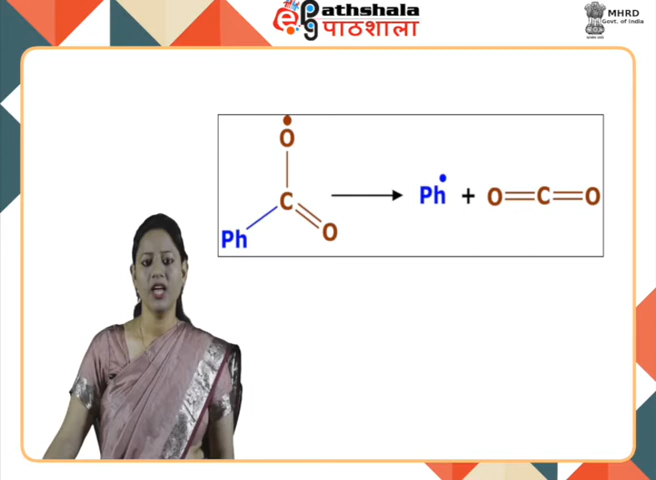 ePathshala
पाठशाला
MHRD
Govt. of India
O
C
Ph
O
Ph + O=C=O